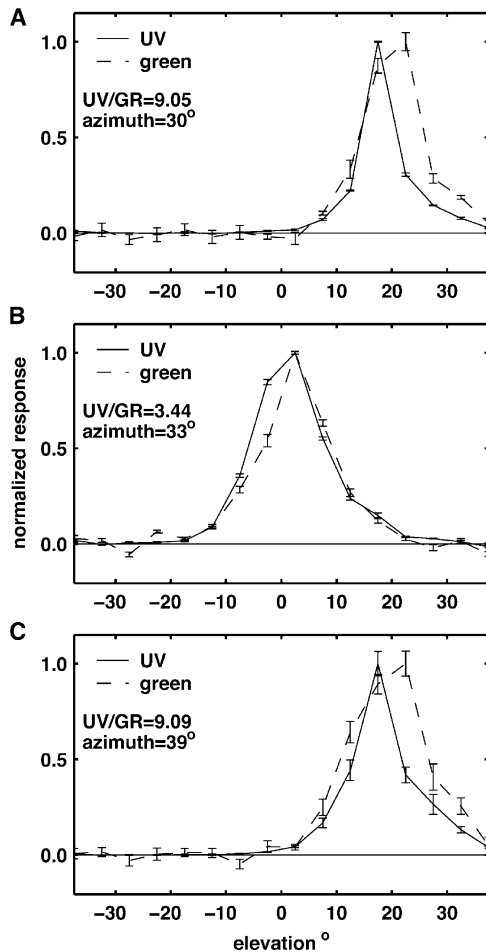 A
UV
green
UV/GR=9.05
azimuth=30°
1.0
0.5
0.0
−30 −20 −10 0 10 20 30
B
UV
green
UV/GR=3.44
azimuth=33°
1.0
0.5
0.0
−30 −20 −10 0 10 20 30
normalized response
C
UV
green
UV/GR=9.09
azimuth=39°
1.0
0.5
0.0
−30 −20 −10 0 10 20 30
elevation °